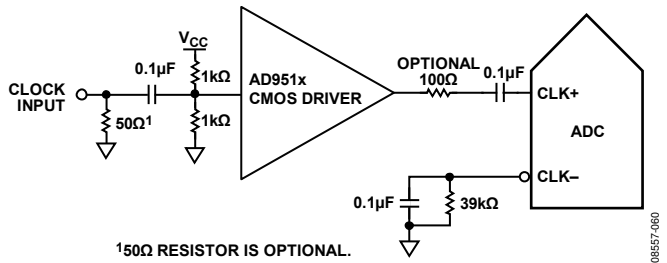 V_CC
0.1µF
1kΩ
AD951x
CMOS DRIVER
OPTIONAL
100Ω
0.1µF
CLOCK
INPUT
50Ω¹
1kΩ
CLK+
ADC
CLK–
0.1µF
39kΩ
¹50Ω RESISTOR IS OPTIONAL.
08557-060